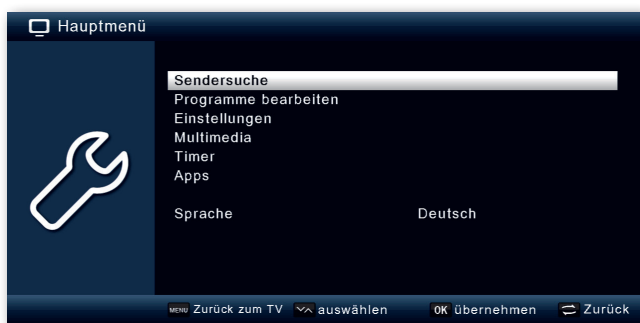 Hauptmenü
Sendersuche
Programme bearbeiten
Einstellungen
Multimedia
Timer
Apps
Sprache Deutsch
MENU Zurück zum TV auswählen OK übernehmen Zurück